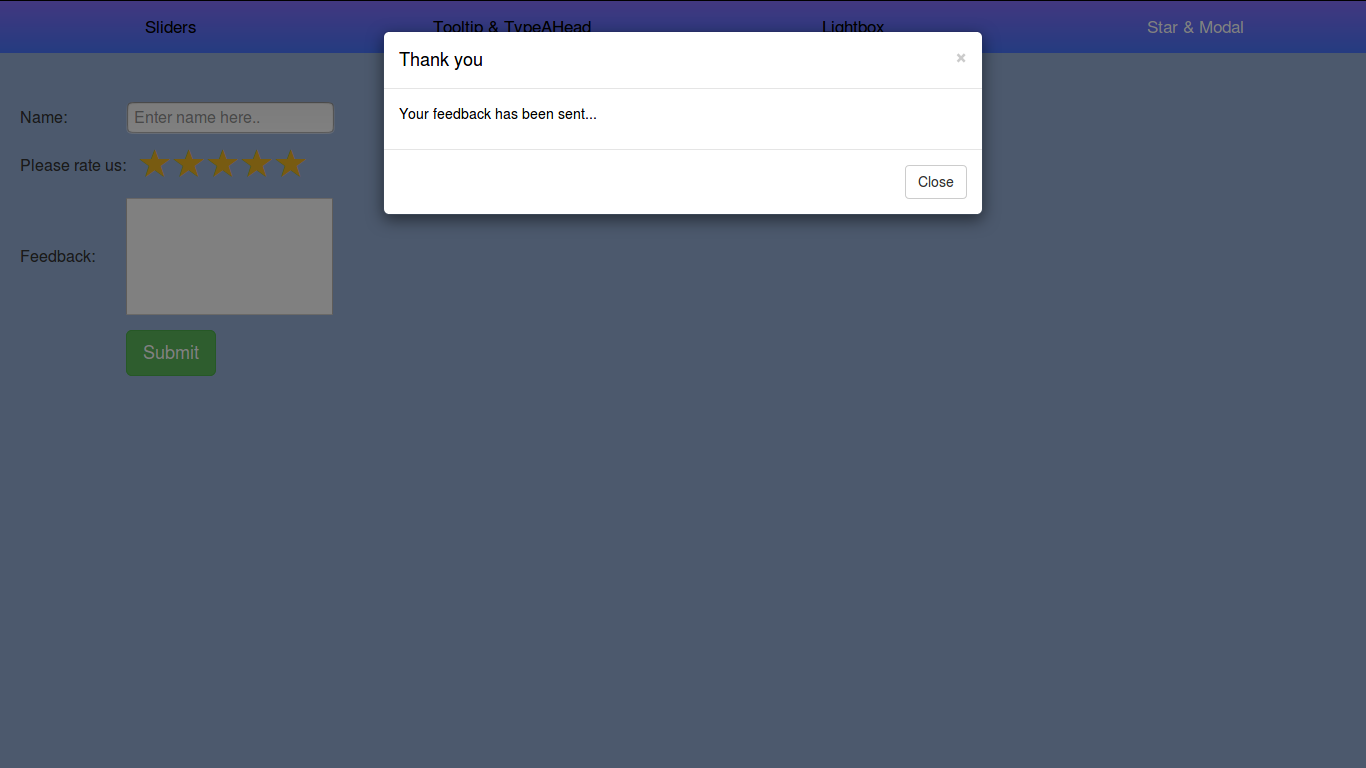 Sliders
Tooltip & TypeAHead
Lightbox
Star & Modal
Thank you
×
Your feedback has been sent...
Close
Name:
Enter name here..
Please rate us:
Feedback:
Submit